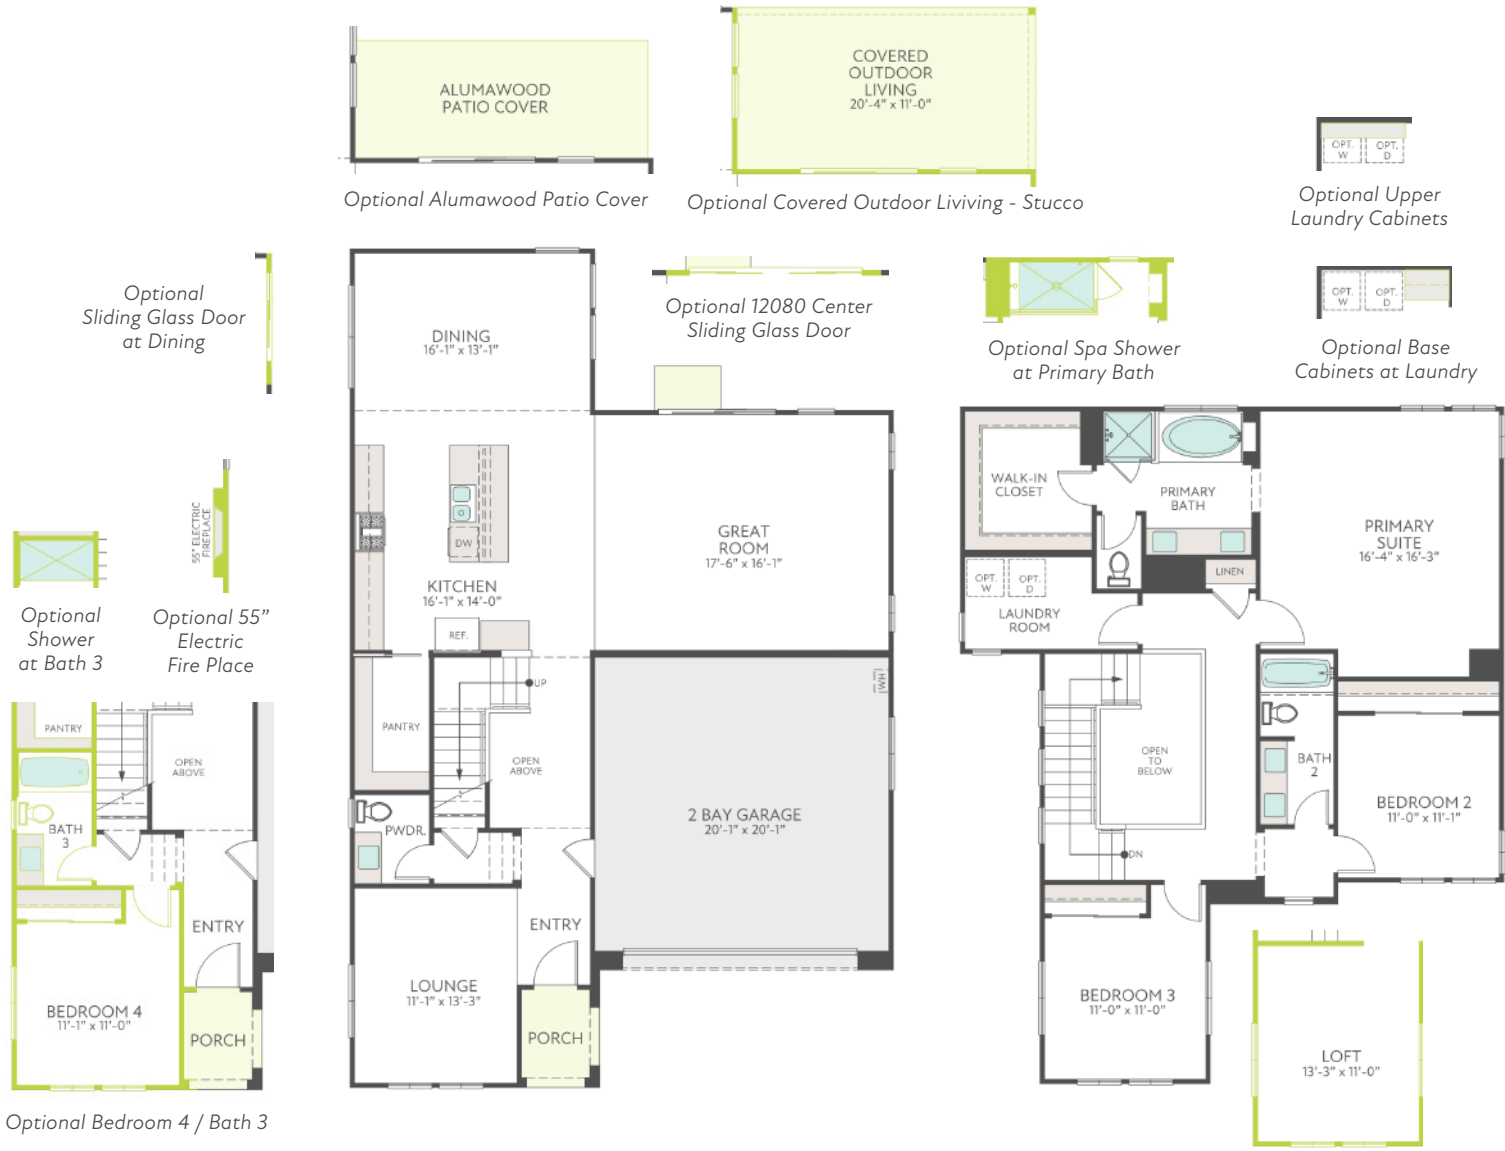 ALUMAWOOD
PATIO COVER
Optional Alumawood Patio Cover
COVERED
OUTDOOR
LIVING
20'-4" x 11'-0"
Optional Covered Outdoor Liviving - Stucco
OPT.
W
OPT.
D
Optional Upper
Laundry Cabinets
Optional
Sliding Glass Door
at Dining
Optional 12080 Center
Sliding Glass Door
Optional Spa Shower
at Primary Bath
OPT.
W
OPT.
D
Optional Base
Cabinets at Laundry
Optional
Shower
at Bath 3
55" ELECTRIC
FIREPLACE
Optional 55"
Electric
Fire Place
PANTRY
OPEN
ABOVE
BATH
3
ENTRY
BEDROOM 4
11'-1" x 11'-0"
PORCH
Optional Bedroom 4 / Bath 3
DINING
16'-1" x 13'-1"
DW
KITCHEN
16'-1" x 14'-0"
REF.
GREAT
ROOM
17'-6" x 16'-1"
UP
PANTRY
OPEN
ABOVE
WH
2 BAY GARAGE
20'-1" x 20'-1"
PWDR.
ENTRY
LOUNGE
11'-1" x 13'-3"
PORCH
WALK-IN
CLOSET
PRIMARY
BATH
PRIMARY
SUITE
16'-4" x 16'-3"
LINEN
OPT.
W
OPT.
D
LAUNDRY
ROOM
OPEN
TO
BELOW
BATH
2
BEDROOM 2
11'-0" x 11'-1"
DN
BEDROOM 3
11'-0" x 11'-0"
LOFT
13'-3" x 11'-0"